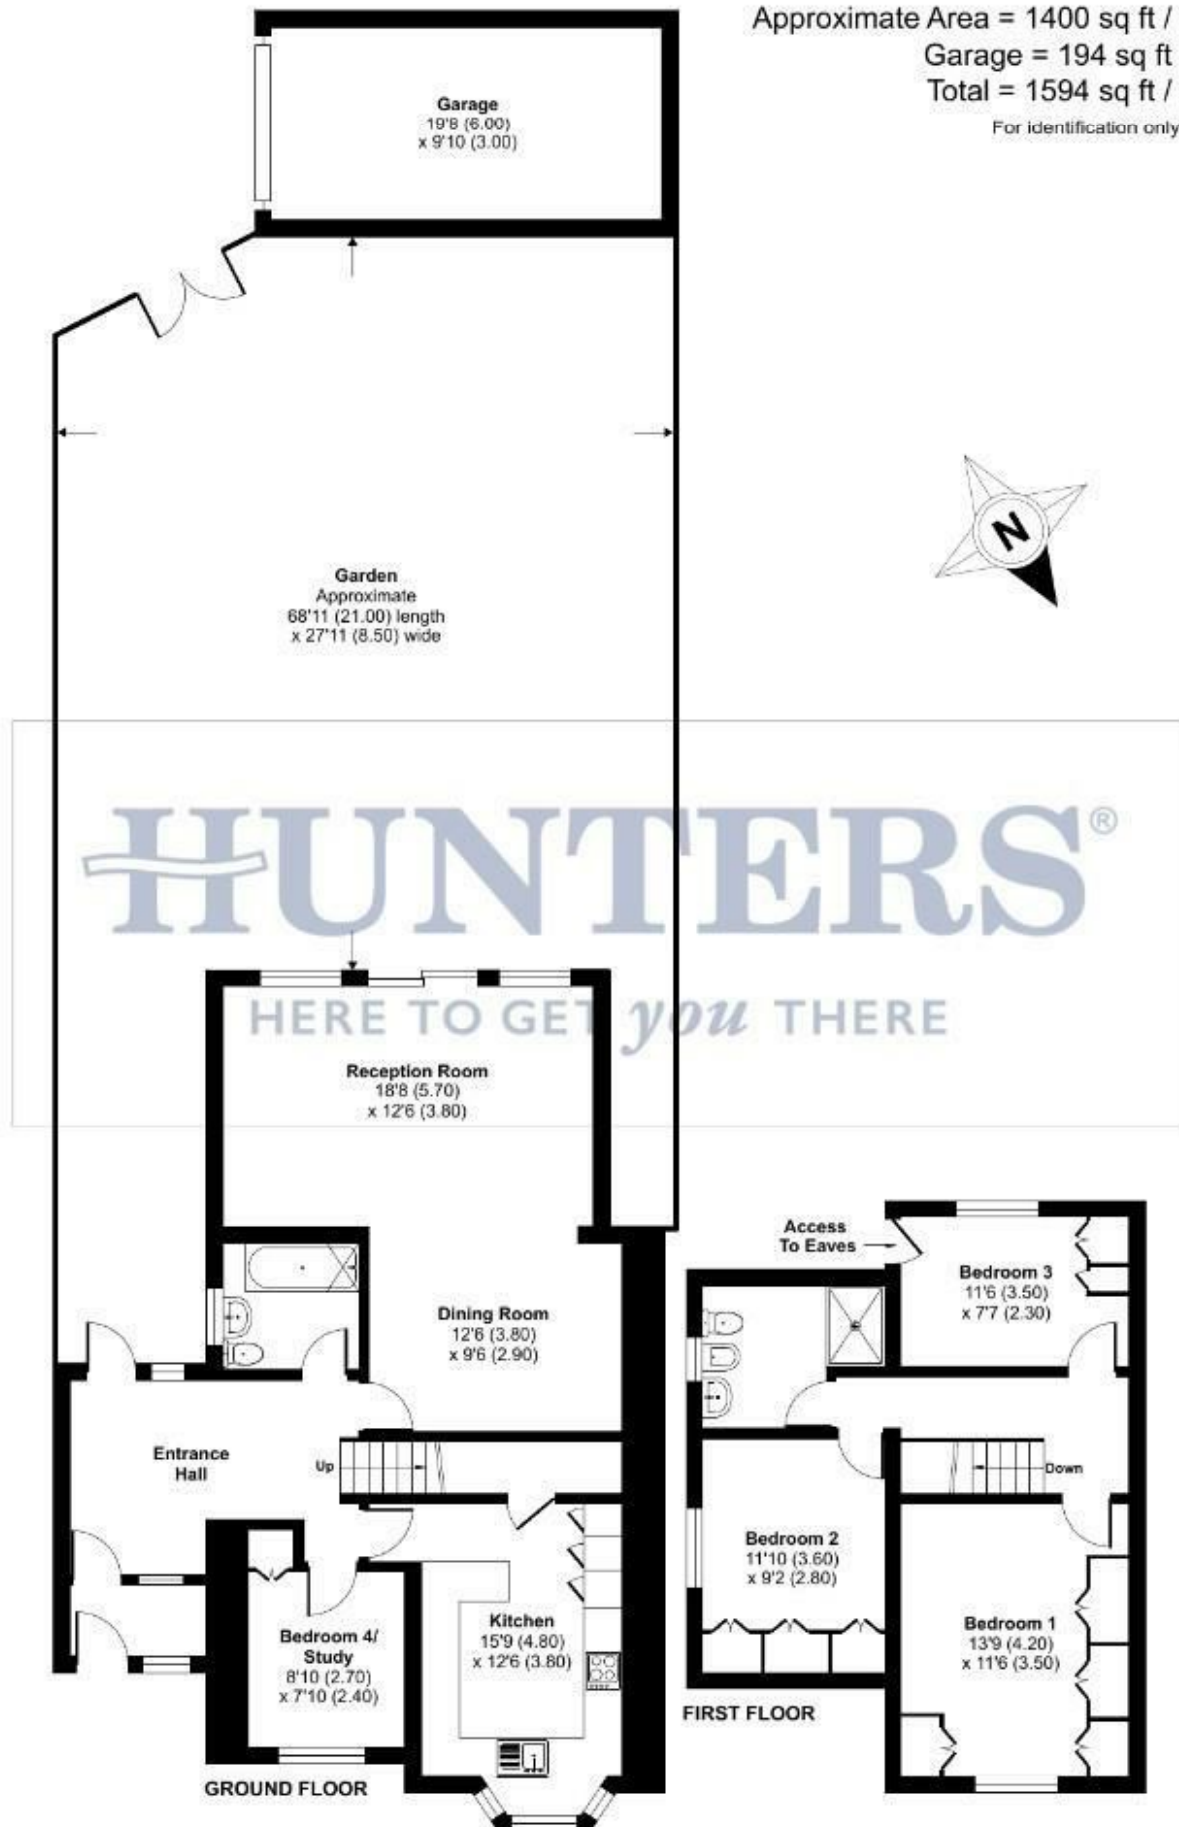 Approximate Area = 1400 sq ft /
Garage = 194 sq ft
Total = 1594 sq ft /
For identification only
Garage
19'8 (6.00)
x 9'10 (3.00)
N
Garden
Approximate
68'11 (21.00) length
x 27'11 (8.50) wide
HUNTERS®
HERE TO GET you THERE
Reception Room
18'8 (5.70)
x 12'6 (3.80)
Dining Room
12'6 (3.80)
x 9'6 (2.90)
Entrance
Hall
Up
Kitchen
15'9 (4.80)
x 12'6 (3.80)
Bedroom 4/
Study
8'10 (2.70)
x 7'10 (2.40)
GROUND FLOOR
Access
To Eaves
Bedroom 3
11'6 (3.50)
x 7'7 (2.30)
Down
Bedroom 2
11'10 (3.60)
x 9'2 (2.80)
Bedroom 1
13'9 (4.20)
x 11'6 (3.50)
FIRST FLOOR